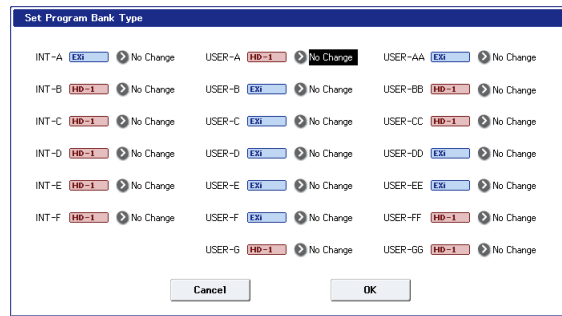 Set Program Bank Type
INT-A EXi No Change USER-A HD-1 No Change USER-AA EXi No Change
INT-B HD-1 No Change USER-B EXi No Change USER-BB HD-1 No Change
INT-C HD-1 No Change USER-C EXi No Change USER-CC HD-1 No Change
INT-D HD-1 No Change USER-D EXi No Change USER-DD EXi No Change
INT-E HD-1 No Change USER-E EXi No Change USER-EE EXi No Change
INT-F HD-1 No Change USER-F EXi No Change USER-FF HD-1 No Change
USER-G HD-1 No Change USER-GG HD-1 No Change
Cancel OK